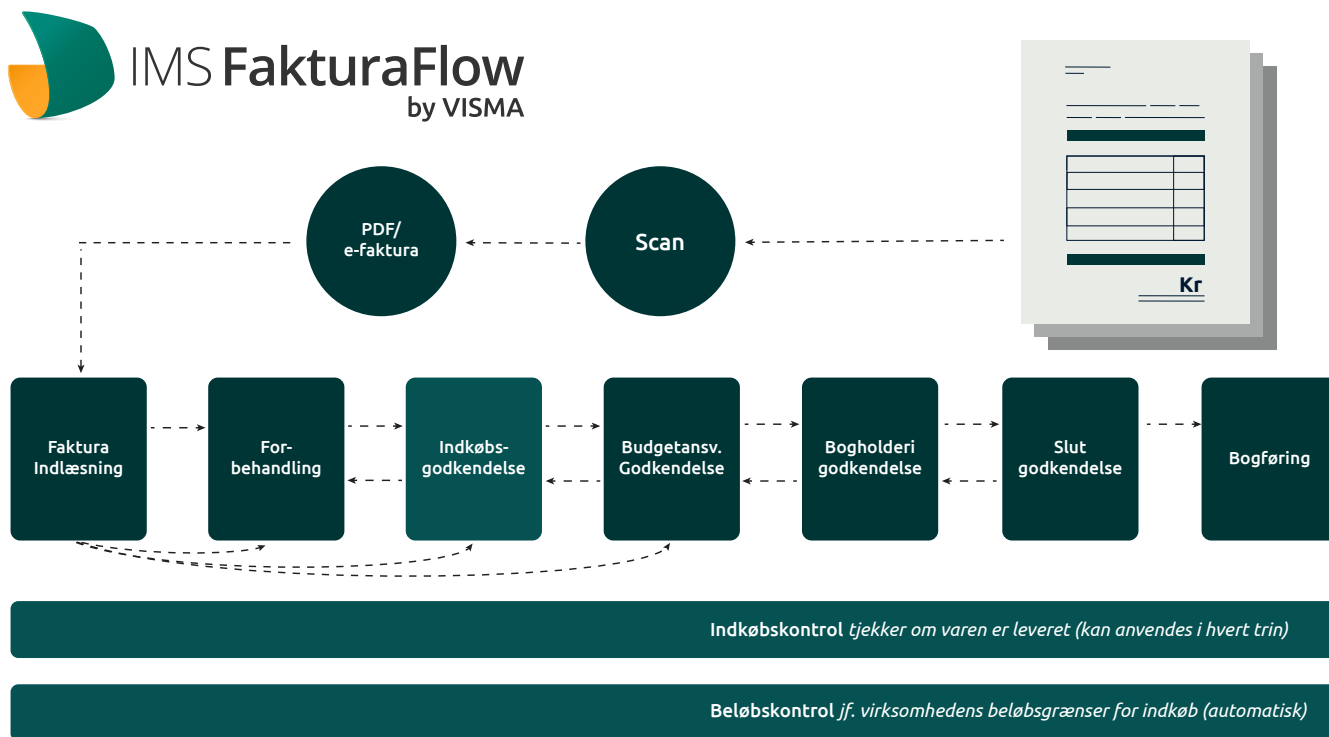 IMS FakturaFlow
by VISMA
Kr
PDF/
e-faktura
Scan
Faktura
Indlæsning
For-
behandling
Indkøbs-
godkendelse
Budgetansv.
Godkendelse
Bogholderi
godkendelse
Slut
godkendelse
Bogføring
Indkøbskontrol tjekker om varen er leveret (kan anvendes i hvert trin)
Beløbskontrol jf. virksomhedens beløbsgrænser for indkøb (automatisk)